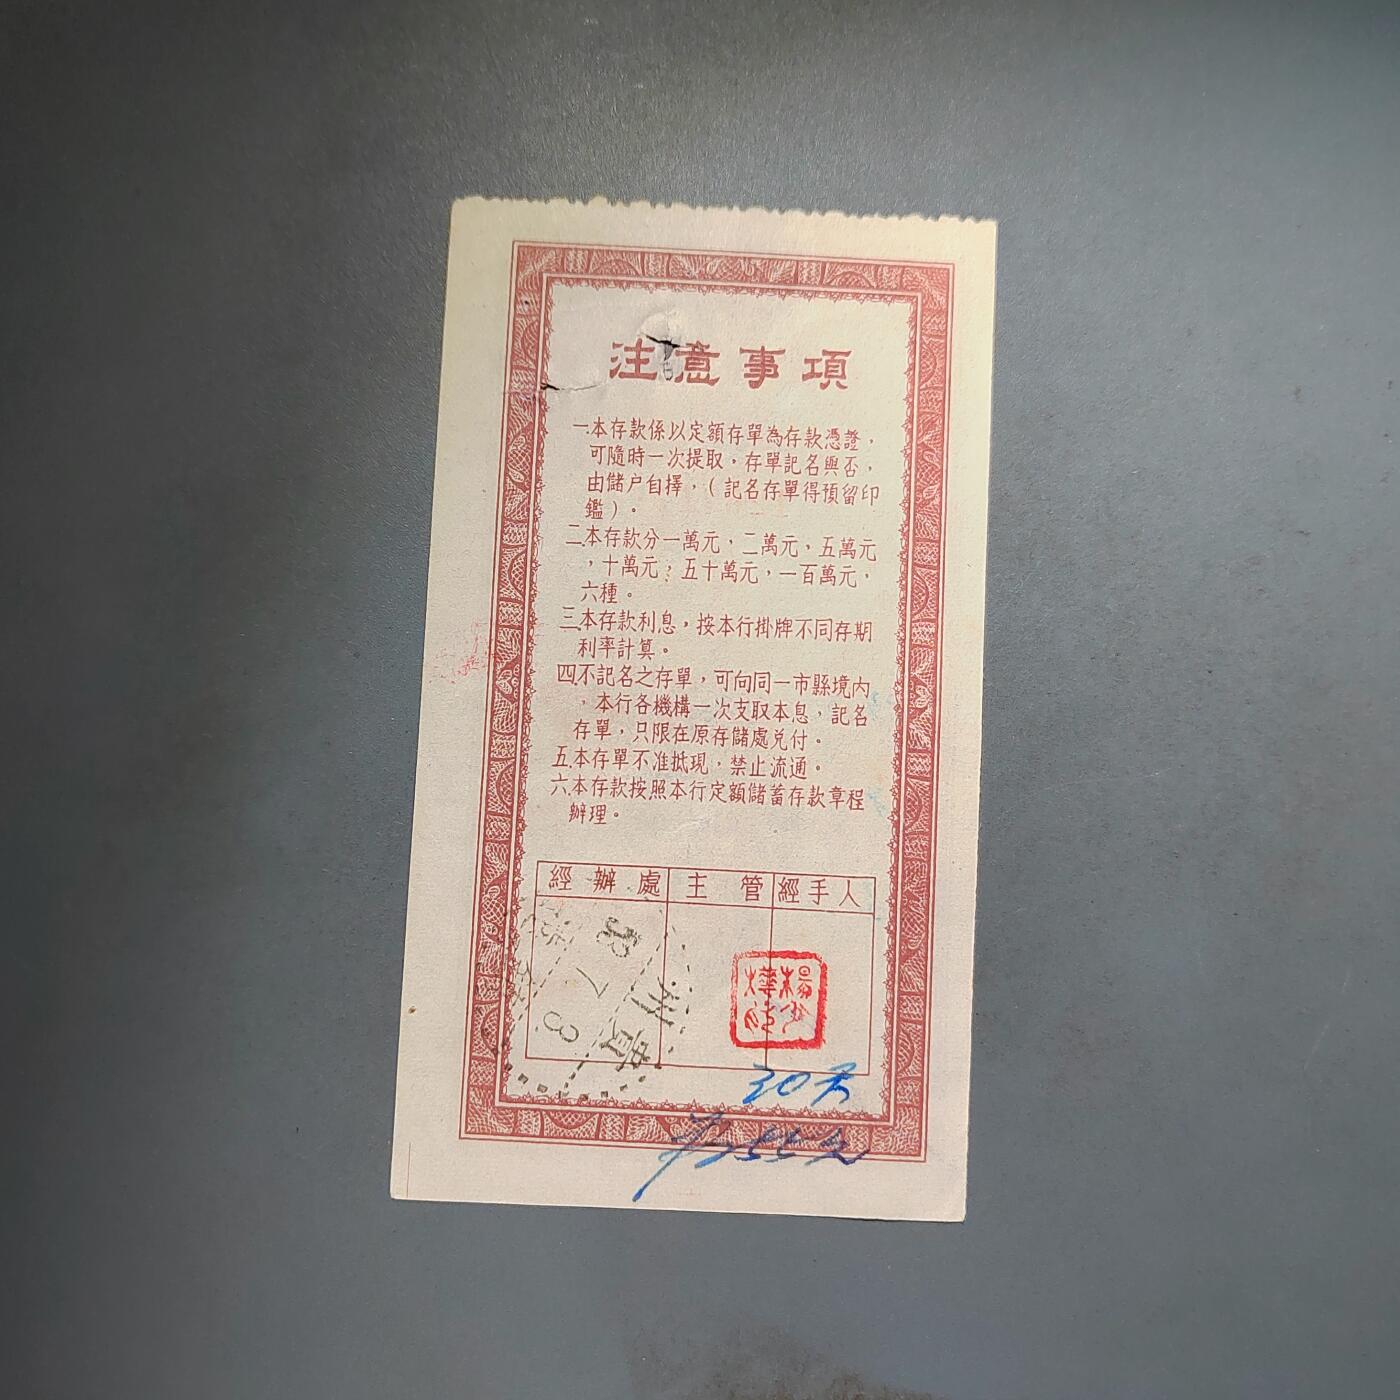 注意事項
一.本存款係以定額存單為存款憑證，
可隨時一次提取，存單記名與否，
由儲户自擇，（記名存單得預留印
鑑）。
二.本存款分一萬元，二萬元，五萬元
，十萬元，五十萬元，一百萬元，
六種。
三.本存款利息，按本行掛牌不同存期
利率計算。
四.不記名之存單，可向同一市縣境内
，本行各機構一次支取本息，記名
存單，只限在原存儲處兑付。
五.本存單不准抵現，禁止流通。
六.本存款按照本行定額儲蓄存款章程
辦理。
經辦處 主管 經手人
貴州
30天